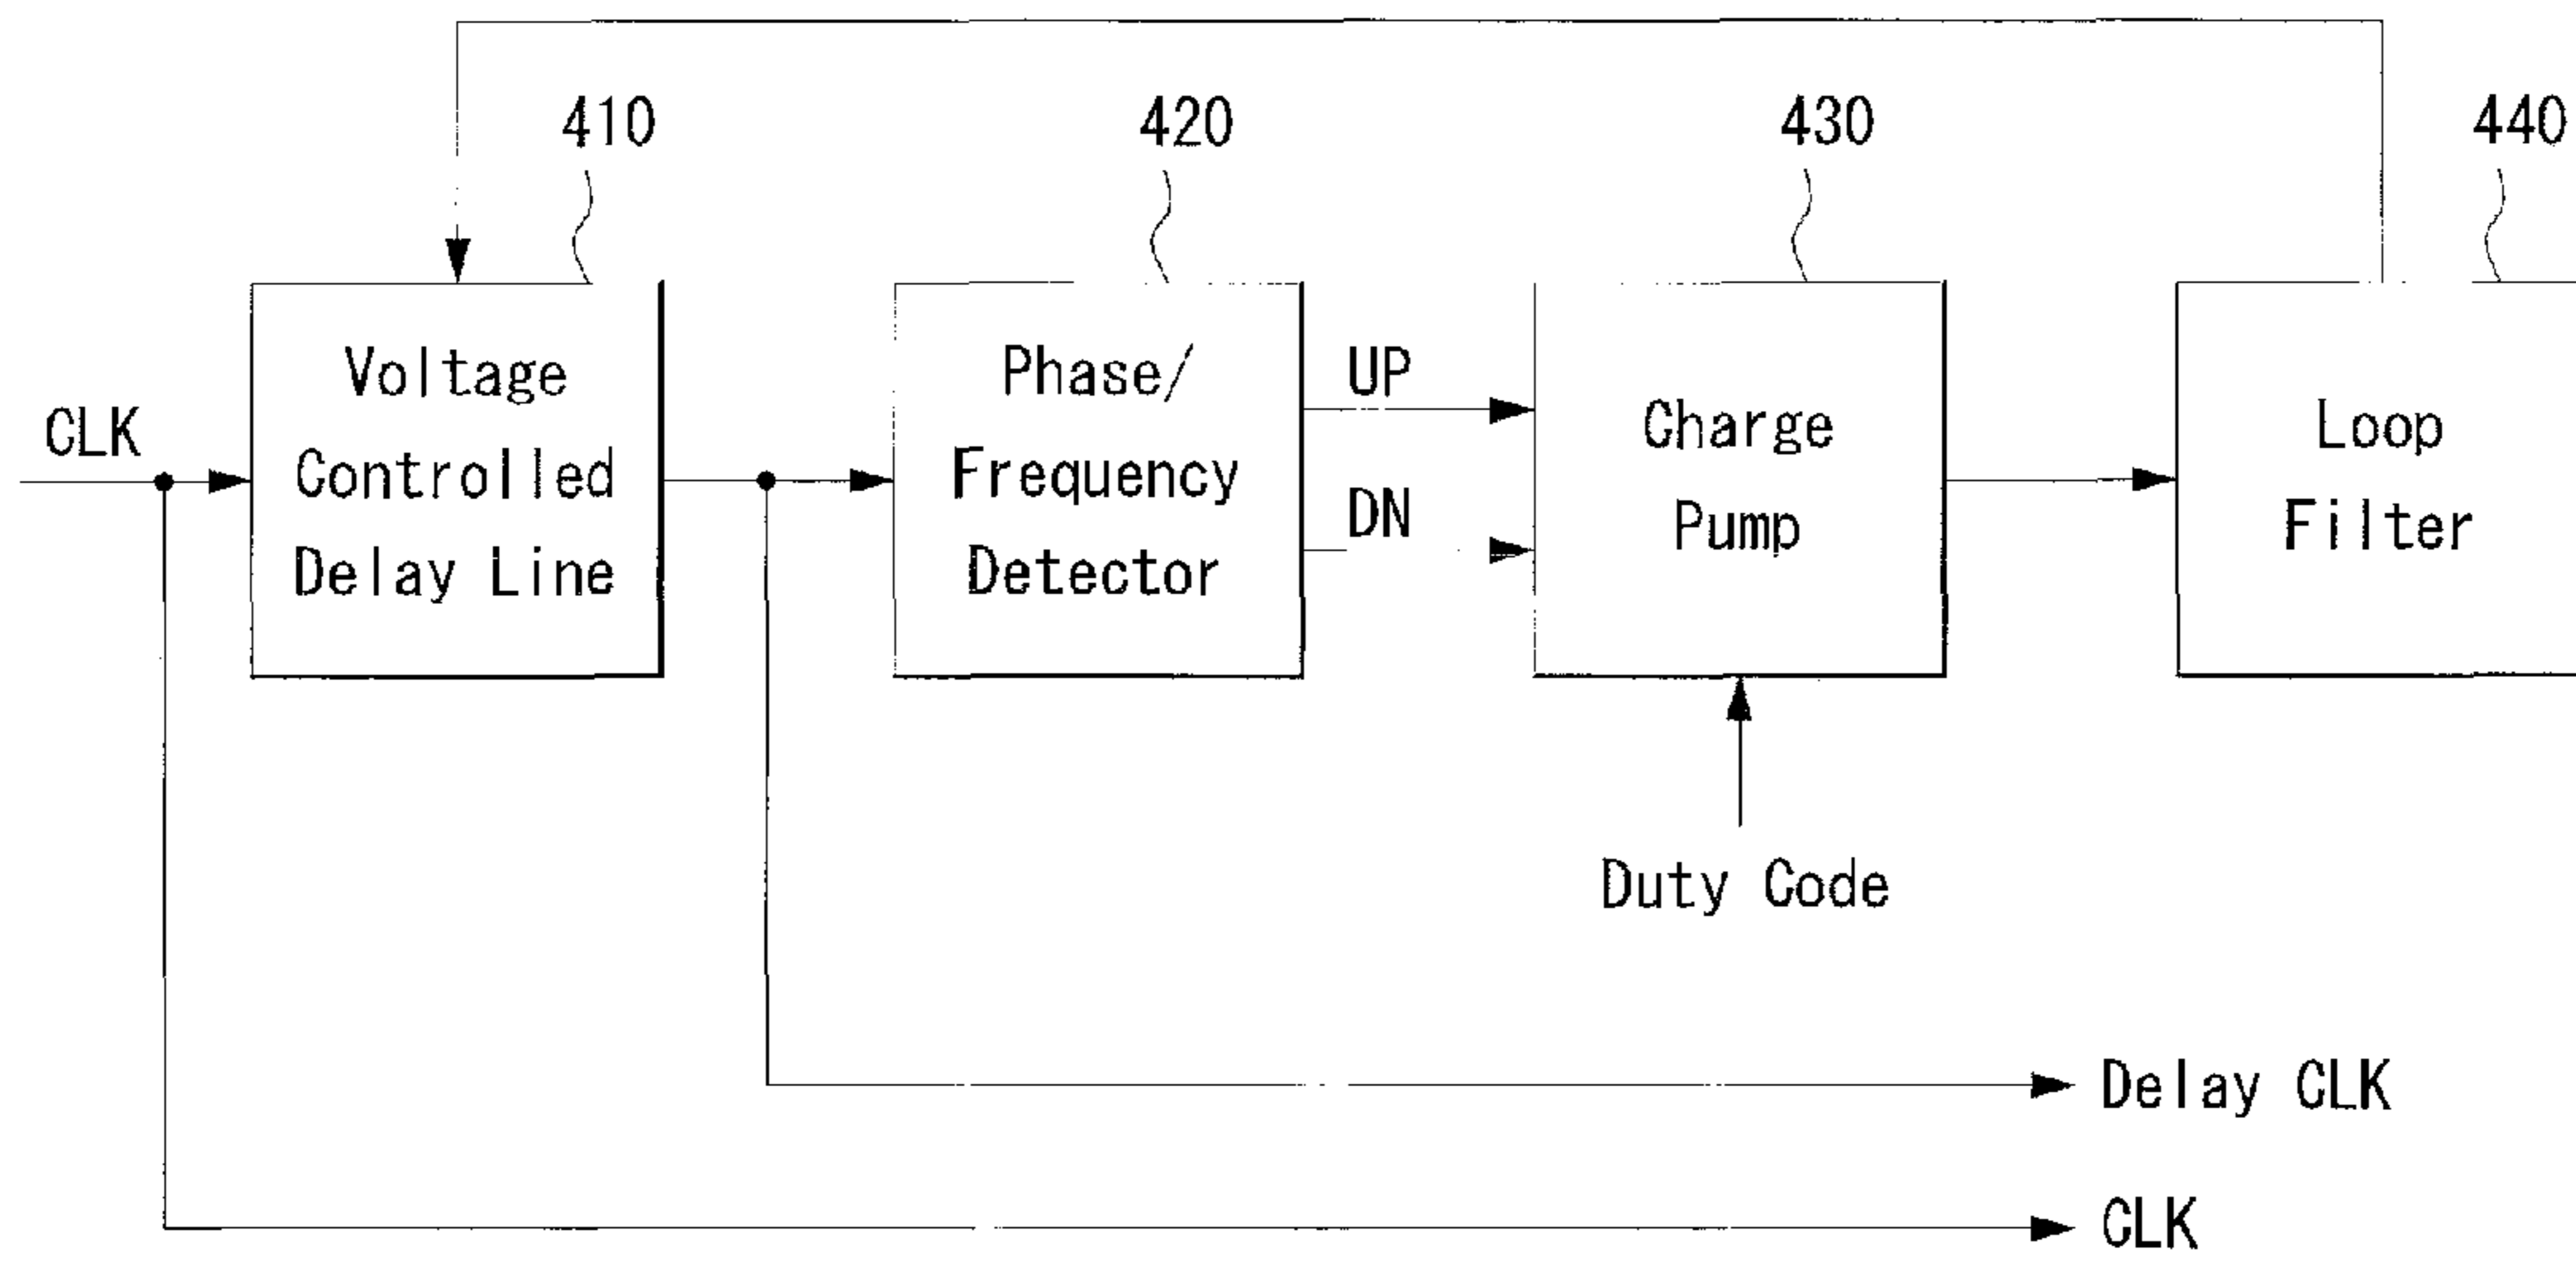 410
420
430
440
CLK
Voltage
Controlled
Delay Line
Phase/
Frequency
Detector
UP
DN
Charge
Pump
Loop
Filter
Duty Code
Delay CLK
CLK